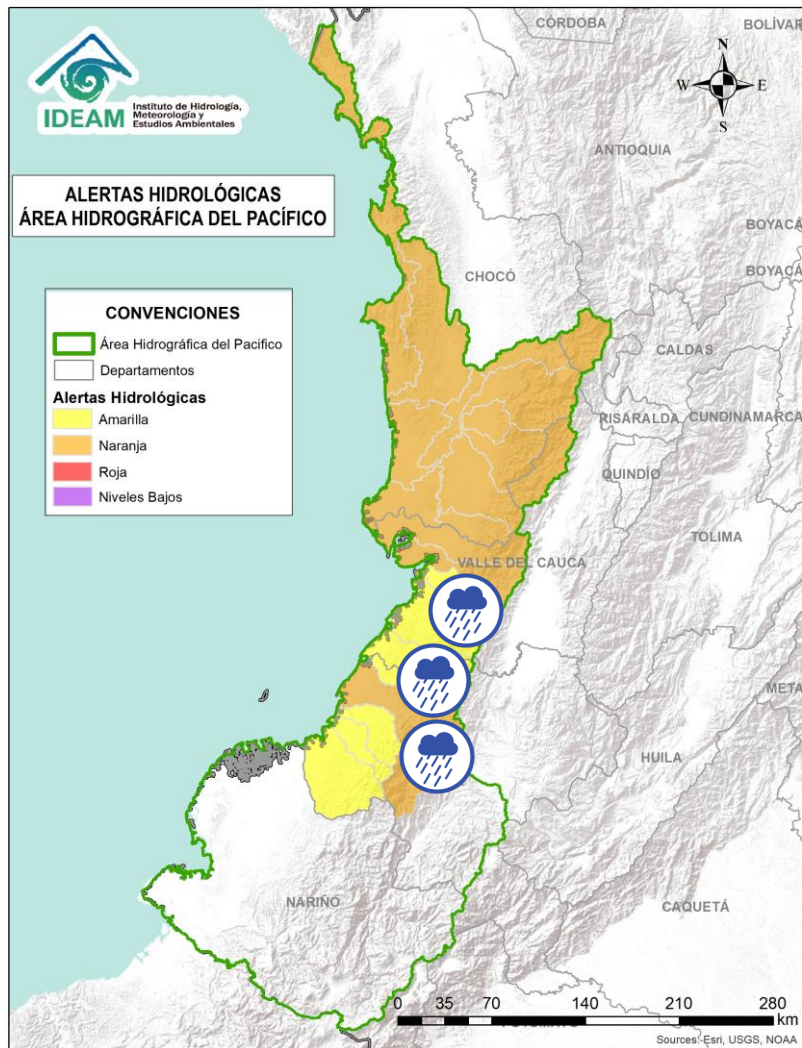 CÓRDOBA
BOLÍVAR
IDEAM
Instituto de Hidrología,
Meteorología y
Estudios Ambientales
N
W
E
S
ANTIOQUIA
ALERTAS HIDROLÓGICAS
ÁREA HIDROGRÁFICA DEL PACÍFICO
BOYACÁ
BOYACÁ
CHOCÓ
CONVENCIONES
Área Hidrográfica del Pacifico
Departamentos
Alertas Hidrológicas
Amarilla
Naranja
Roja
Niveles Bajos
CALDAS
RISARALDA
CUNDINAMARCA
QUINDÍO
TOLIMA
VALLE DEL CAUCA
META
HUILA
NARIÑO
CAQUETÁ
0 35 70 140 210 280
km
Sources: Esri, USGS, NOAA